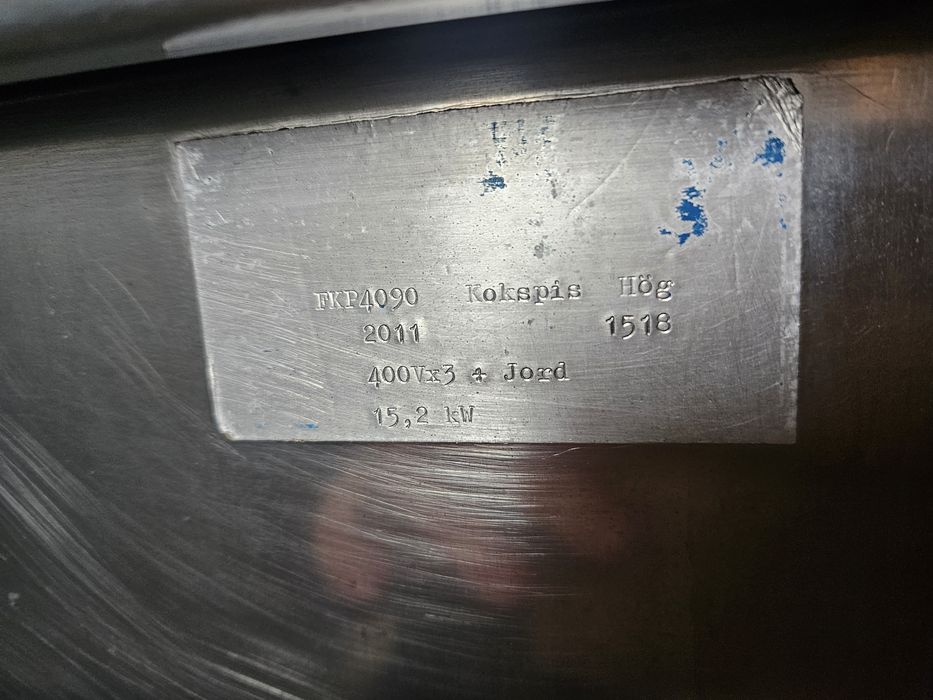 FKP4090 Kokspis Hög
2011 1518
400Vx3 + Jord
15,2 kW